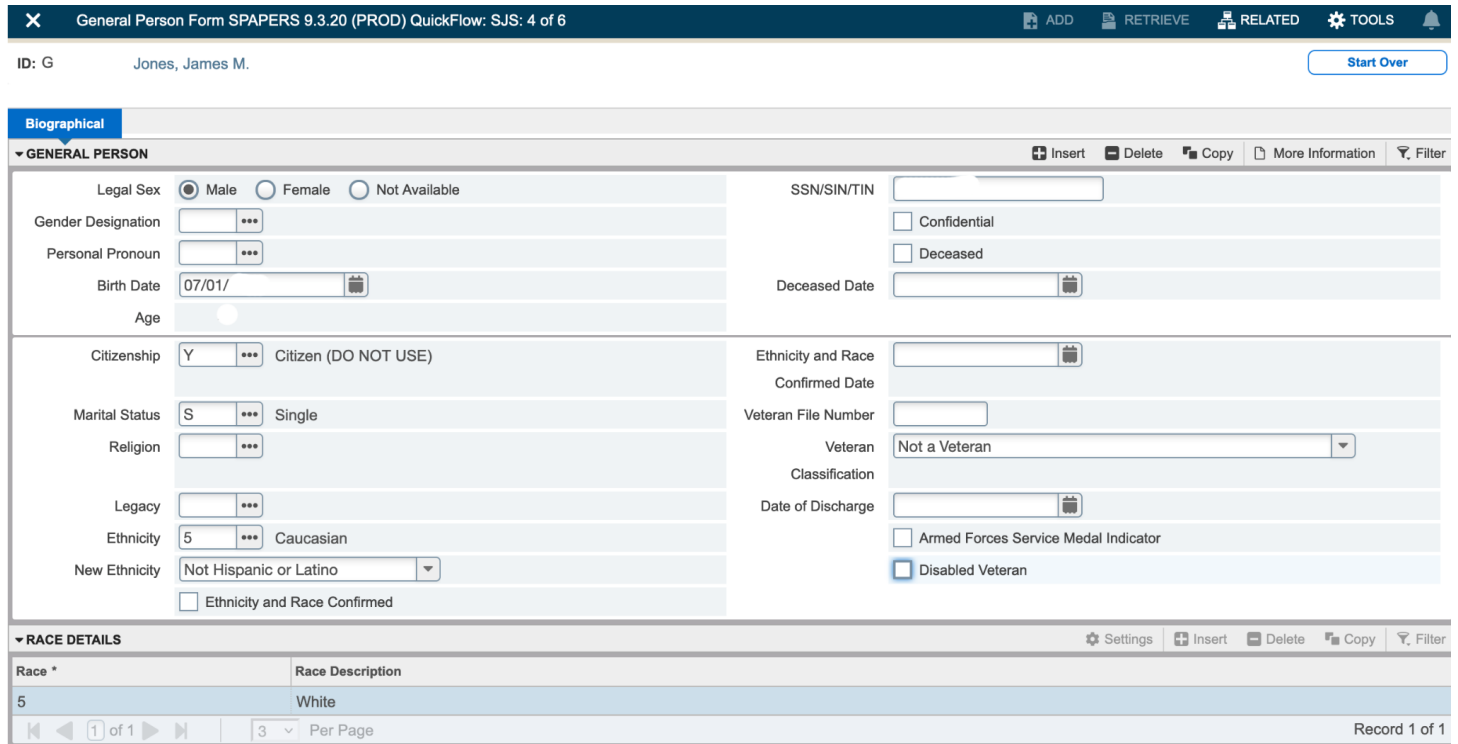 General Person Form SPAPERS 9.3.20 (PROD) QuickFlow: SJS: 4 of 6 ADD RETRIEVE RELATED TOOLS
ID: G Jones, James M. Start Over
Biographical
GENERAL PERSON Insert Delete Copy More Information Filter
Legal Sex Male Female Not Available SSN/SIN/TIN
Gender Designation Confidential
Personal Pronoun Deceased
Birth Date 07/01/ Deceased Date
Age
Citizenship Y Citizen (DO NOT USE) Ethnicity and Race
Confirmed Date
Marital Status S Single Veteran File Number
Religion Veteran Not a Veteran
Classification
Legacy Date of Discharge
Ethnicity 5 Caucasian Armed Forces Service Medal Indicator
New Ethnicity Not Hispanic or Latino Disabled Veteran
Ethnicity and Race Confirmed
RACE DETAILS Settings Insert Delete Copy Filter
Race * Race Description
5 White
1 of 1 3 Per Page Record 1 of 1